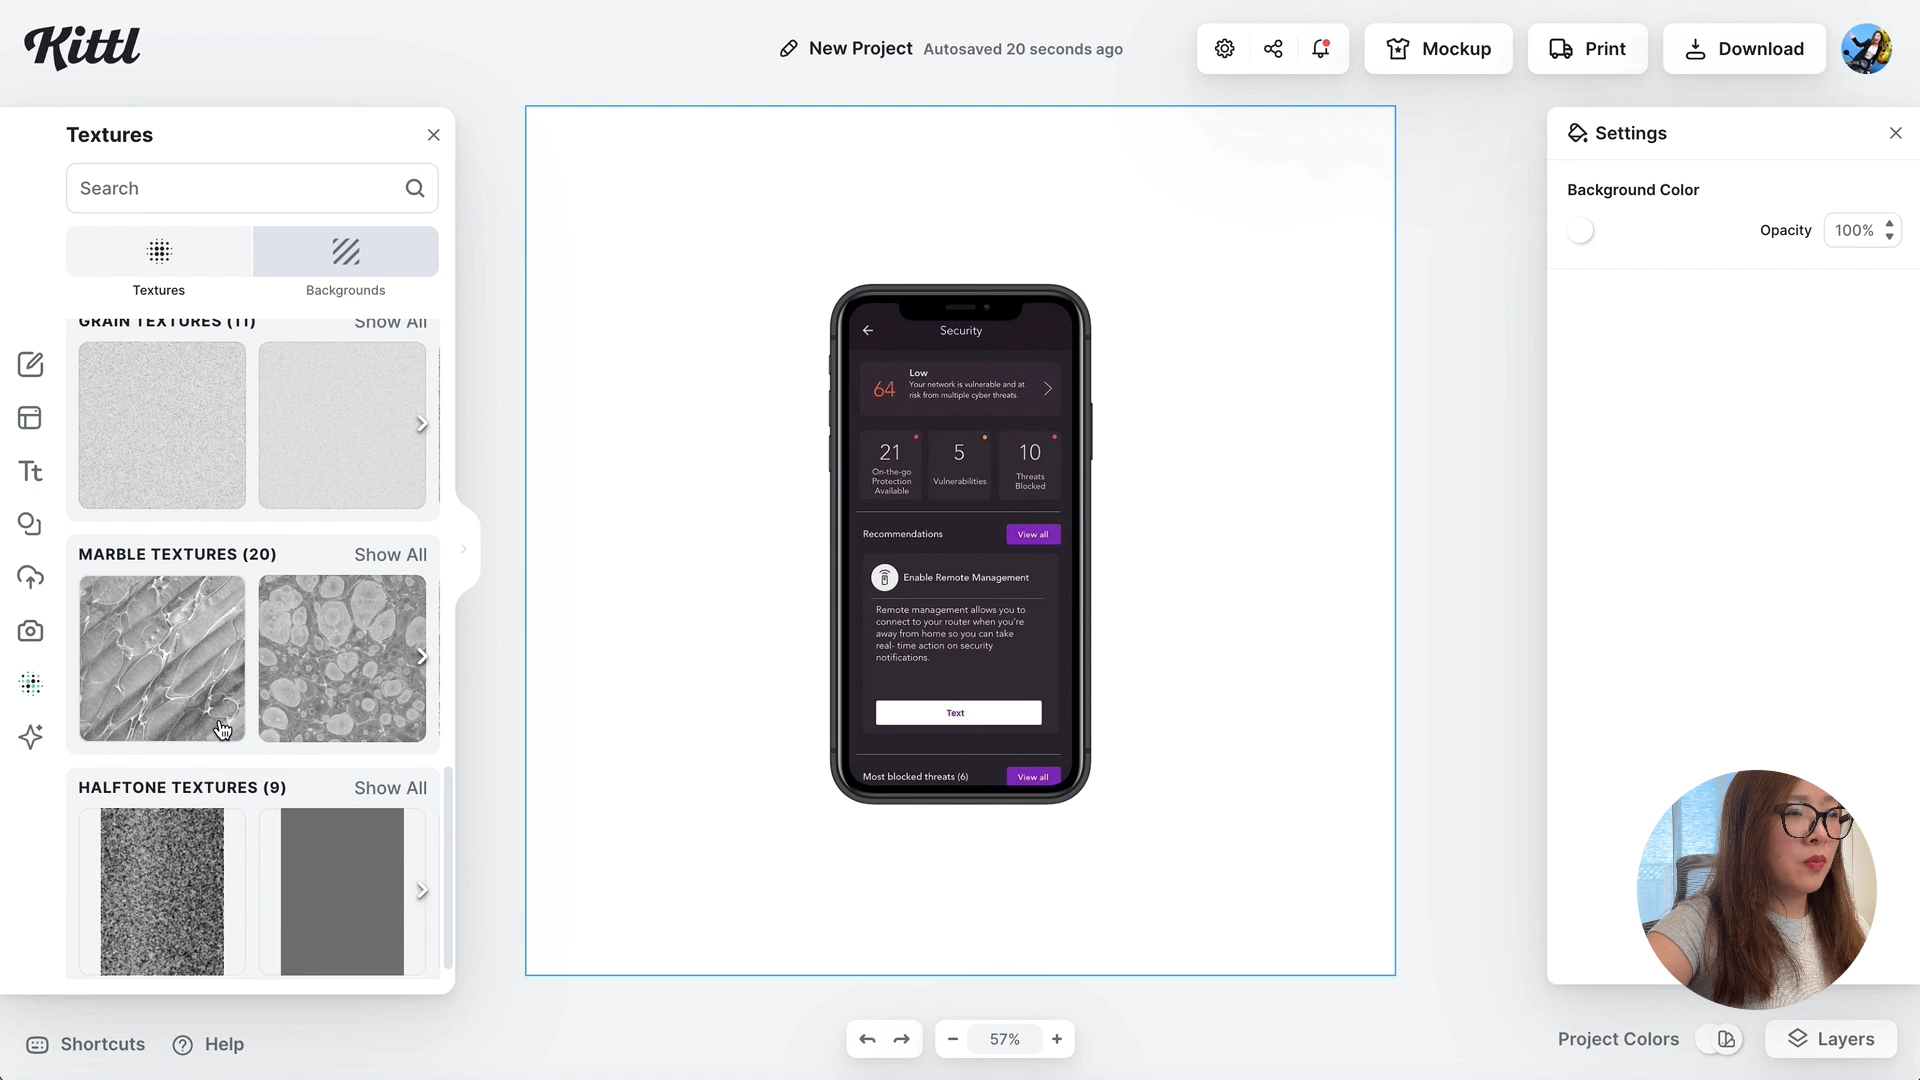 Kittl
New Project Autosaved 20 seconds ago
Mockup
Print
Download
Textures
Search
Textures
Backgrounds
GRAIN TEXTURES (11)
Show All
MARBLE TEXTURES (20)
Show All
HALFTONE TEXTURES (9)
Show All
Tt
Security
64
Low
Your network is vulnerable and at
risk from multiple cyber threats.
21
On-the-go
Protection
Available
5
Vulnerabilities
10
Threats
Blocked
Recommendations
View all
Enable Remote Management
Remote management allows you to
connect to your router when you're
away from home so you can take
real- time action on security
notifications.
Text
Most blocked threats (6)
View all
Settings
Background Color
Opacity
100%
Shortcuts
Help
57%
Project Colors
Layers